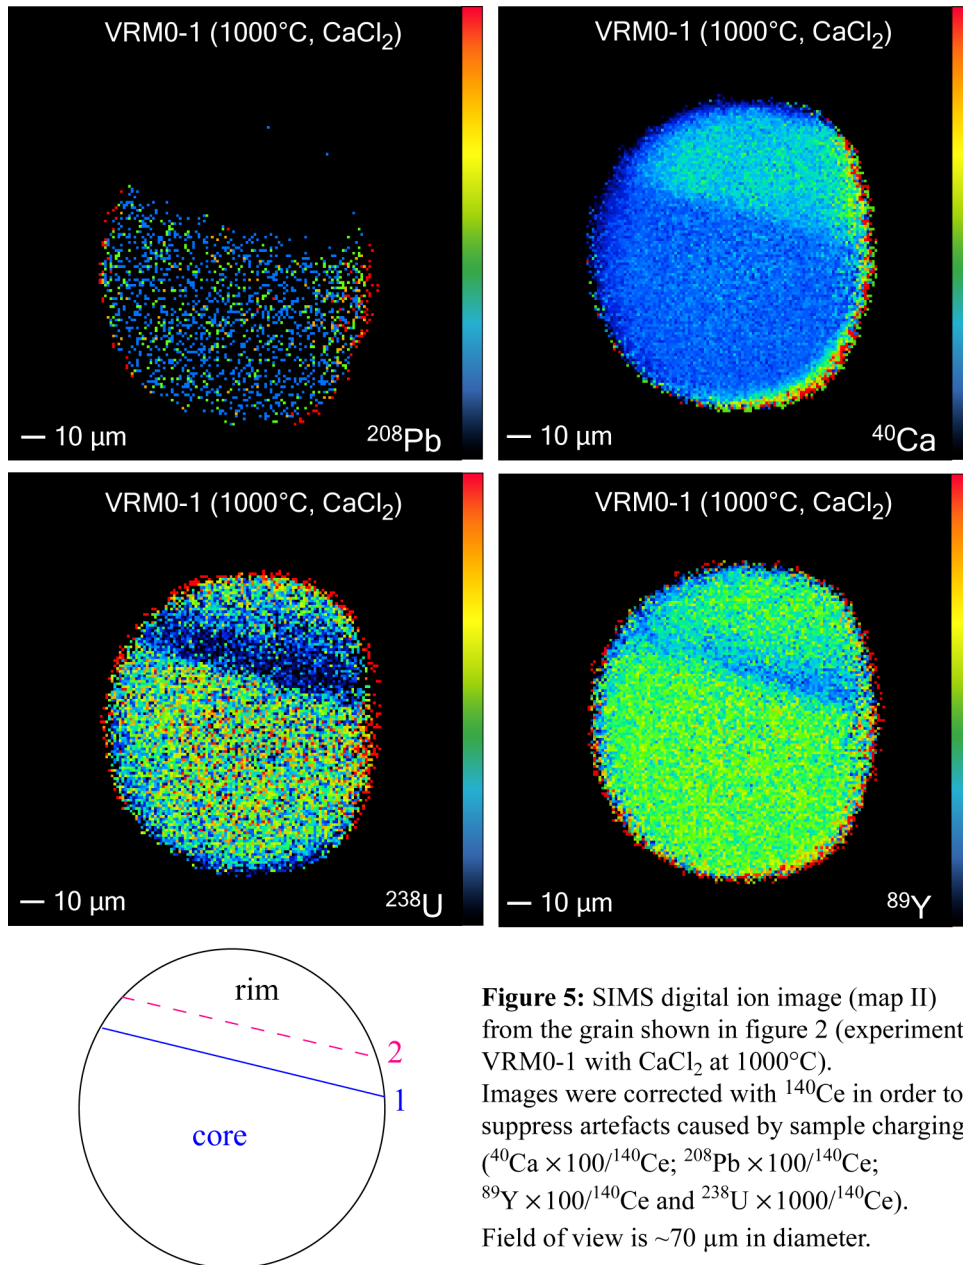 VRM0-1 (1000°C, CaCl₂)
10 µm
²⁰⁸Pb
VRM0-1 (1000°C, CaCl₂)
10 µm
⁴⁰Ca
VRM0-1 (1000°C, CaCl₂)
10 µm
²³⁸U
VRM0-1 (1000°C, CaCl₂)
10 µm
⁸⁹Y
rim
2
1
core
Figure 5: SIMS digital ion image (map II)
from the grain shown in figure 2 (experiment
VRM0-1 with CaCl₂ at 1000°C).
Images were corrected with ¹⁴⁰Ce in order to
suppress artefacts caused by sample charging
(⁴⁰Ca ×100/¹⁴⁰Ce; ²⁰⁸Pb ×100/¹⁴⁰Ce;
⁸⁹Y ×100/¹⁴⁰Ce and ²³⁸U ×1000/¹⁴⁰Ce).
Field of view is ~70 µm in diameter.